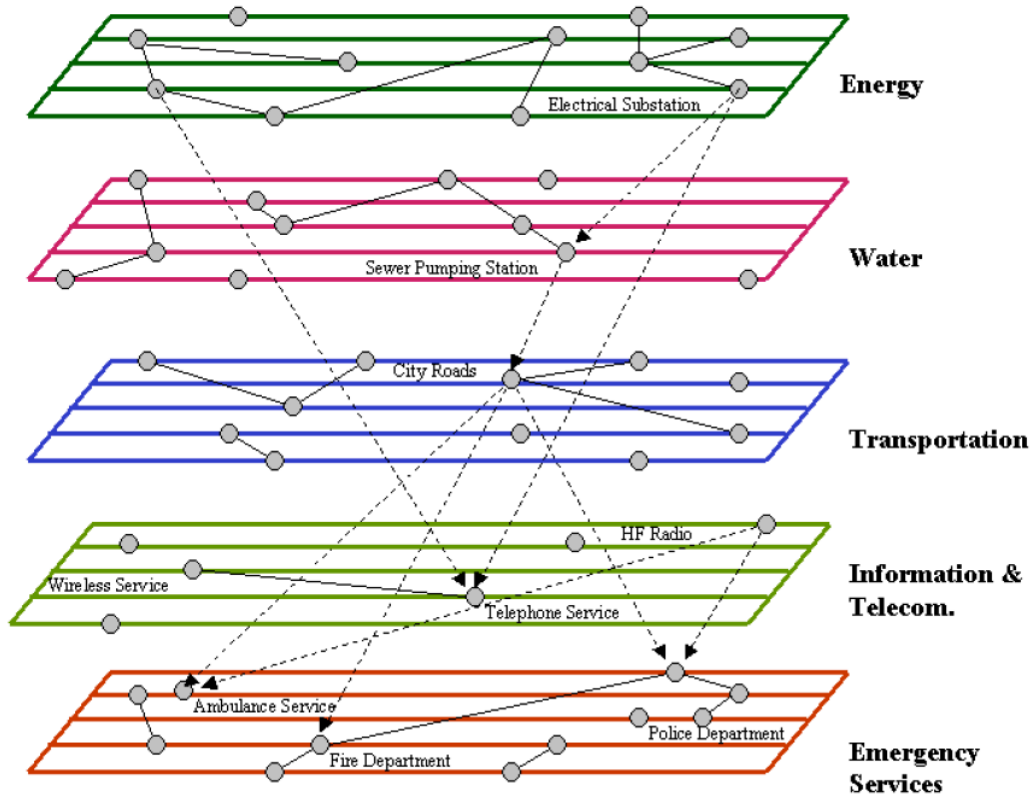 Electrical Substation
Energy
Sewer Pumping Station
Water
City Roads
Transportation
HF Radio
Wireless Service
Telephone Service
Information &
Telecom.
Ambulance Service
Police Department
Fire Department
Emergency
Services